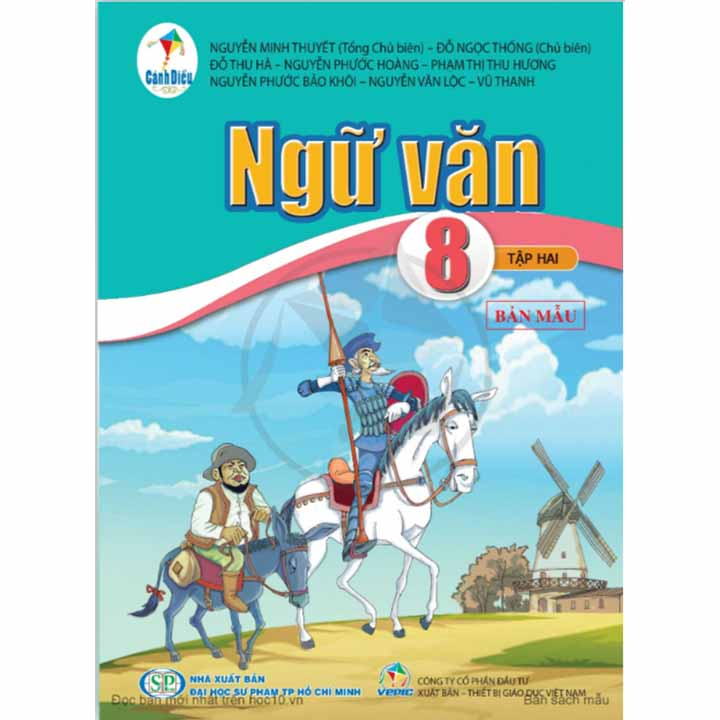 Cánh Diều
NGUYỄN MINH THUYẾT (Tổng Chủ biên) – ĐỖ NGỌC THỐNG (Chủ biên)
ĐỖ THU HÀ – NGUYỄN PHƯỚC HOÀNG – PHẠM THỊ THU HƯƠNG
NGUYỄN PHƯỚC BẢO KHÔI – NGUYỄN VĂN LỘC – VŨ THANH
Ngữ văn
8
TẬP HAI
BẢN MẪU
SP
NHÀ XUẤT BẢN
ĐẠI HỌC SƯ PHẠM TP HỒ CHÍ MINH
VEPIC
CÔNG TY CỔ PHẦN ĐẦU TƯ
XUẤT BẢN – THIẾT BỊ GIÁO DỤC VIỆT NAM
Đọc bản mới nhất trên hoc10.vn
Bản sách mẫu